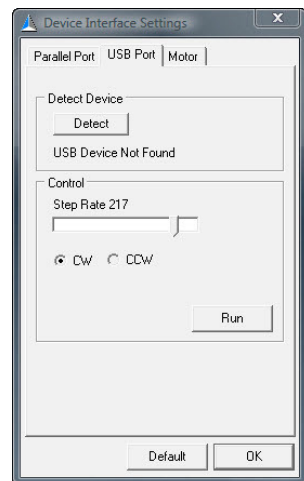 Device Interface Settings
Parallel Port USB Port Motor
Detect Device
Detect
USB Device Not Found
Control
Step Rate 217
CW CCW
Run
Default OK